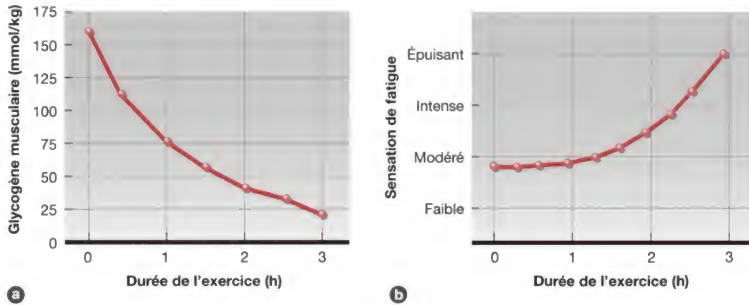 Glycogène musculaire (mmol/kg)
175
150
125
100
75
50
25
0
0 1 2 3
Durée de l'exercice (h)
a
Sensation de fatigue
Épuisant
Intense
Modéré
Faible
0 1 2 3
Durée de l'exercice (h)
b